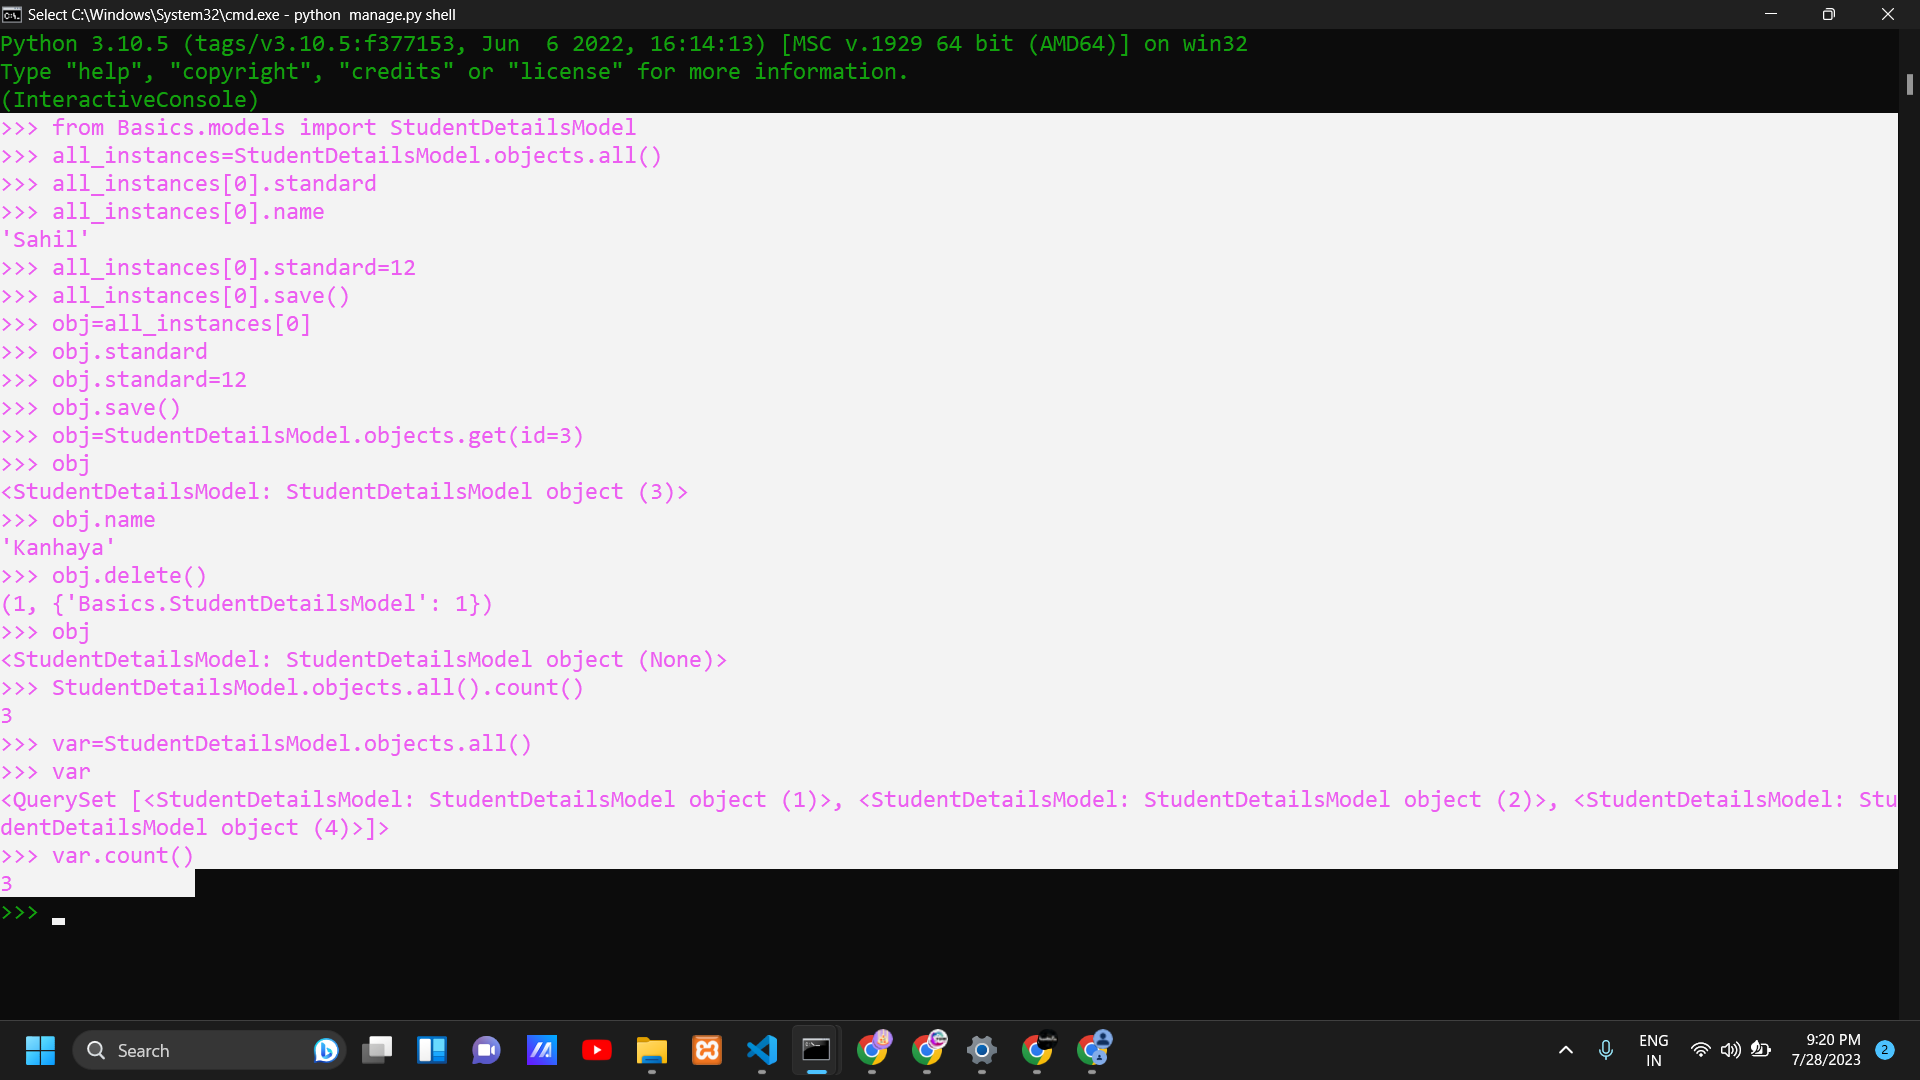 Select C:\Windows\System32\cmd.exe - python  manage.py shell
Python 3.10.5 (tags/v3.10.5:f377153, Jun  6 2022, 16:14:13) [MSC v.1929 64 bit (AMD64)] on win32
Type "help", "copyright", "credits" or "license" for more information.
(InteractiveConsole)
>>> from Basics.models import StudentDetailsModel
>>> all_instances=StudentDetailsModel.objects.all()
>>> all_instances[0].standard
>>> all_instances[0].name
'Sahil'
>>> all_instances[0].standard=12
>>> all_instances[0].save()
>>> obj=all_instances[0]
>>> obj.standard
>>> obj.standard=12
>>> obj.save()
>>> obj=StudentDetailsModel.objects.get(id=3)
>>> obj
<StudentDetailsModel: StudentDetailsModel object (3)>
>>> obj.name
'Kanhaya'
>>> obj.delete()
(1, {'Basics.StudentDetailsModel': 1})
>>> obj
<StudentDetailsModel: StudentDetailsModel object (None)>
>>> StudentDetailsModel.objects.all().count()
3
>>> var=StudentDetailsModel.objects.all()
>>> var
<QuerySet [<StudentDetailsModel: StudentDetailsModel object (1)>, <StudentDetailsModel: StudentDetailsModel object (2)>, <StudentDetailsModel: Stu
dentDetailsModel object (4)>]>
>>> var.count()
3
>>>
Search
ENG
IN
9:20 PM
7/28/2023
2